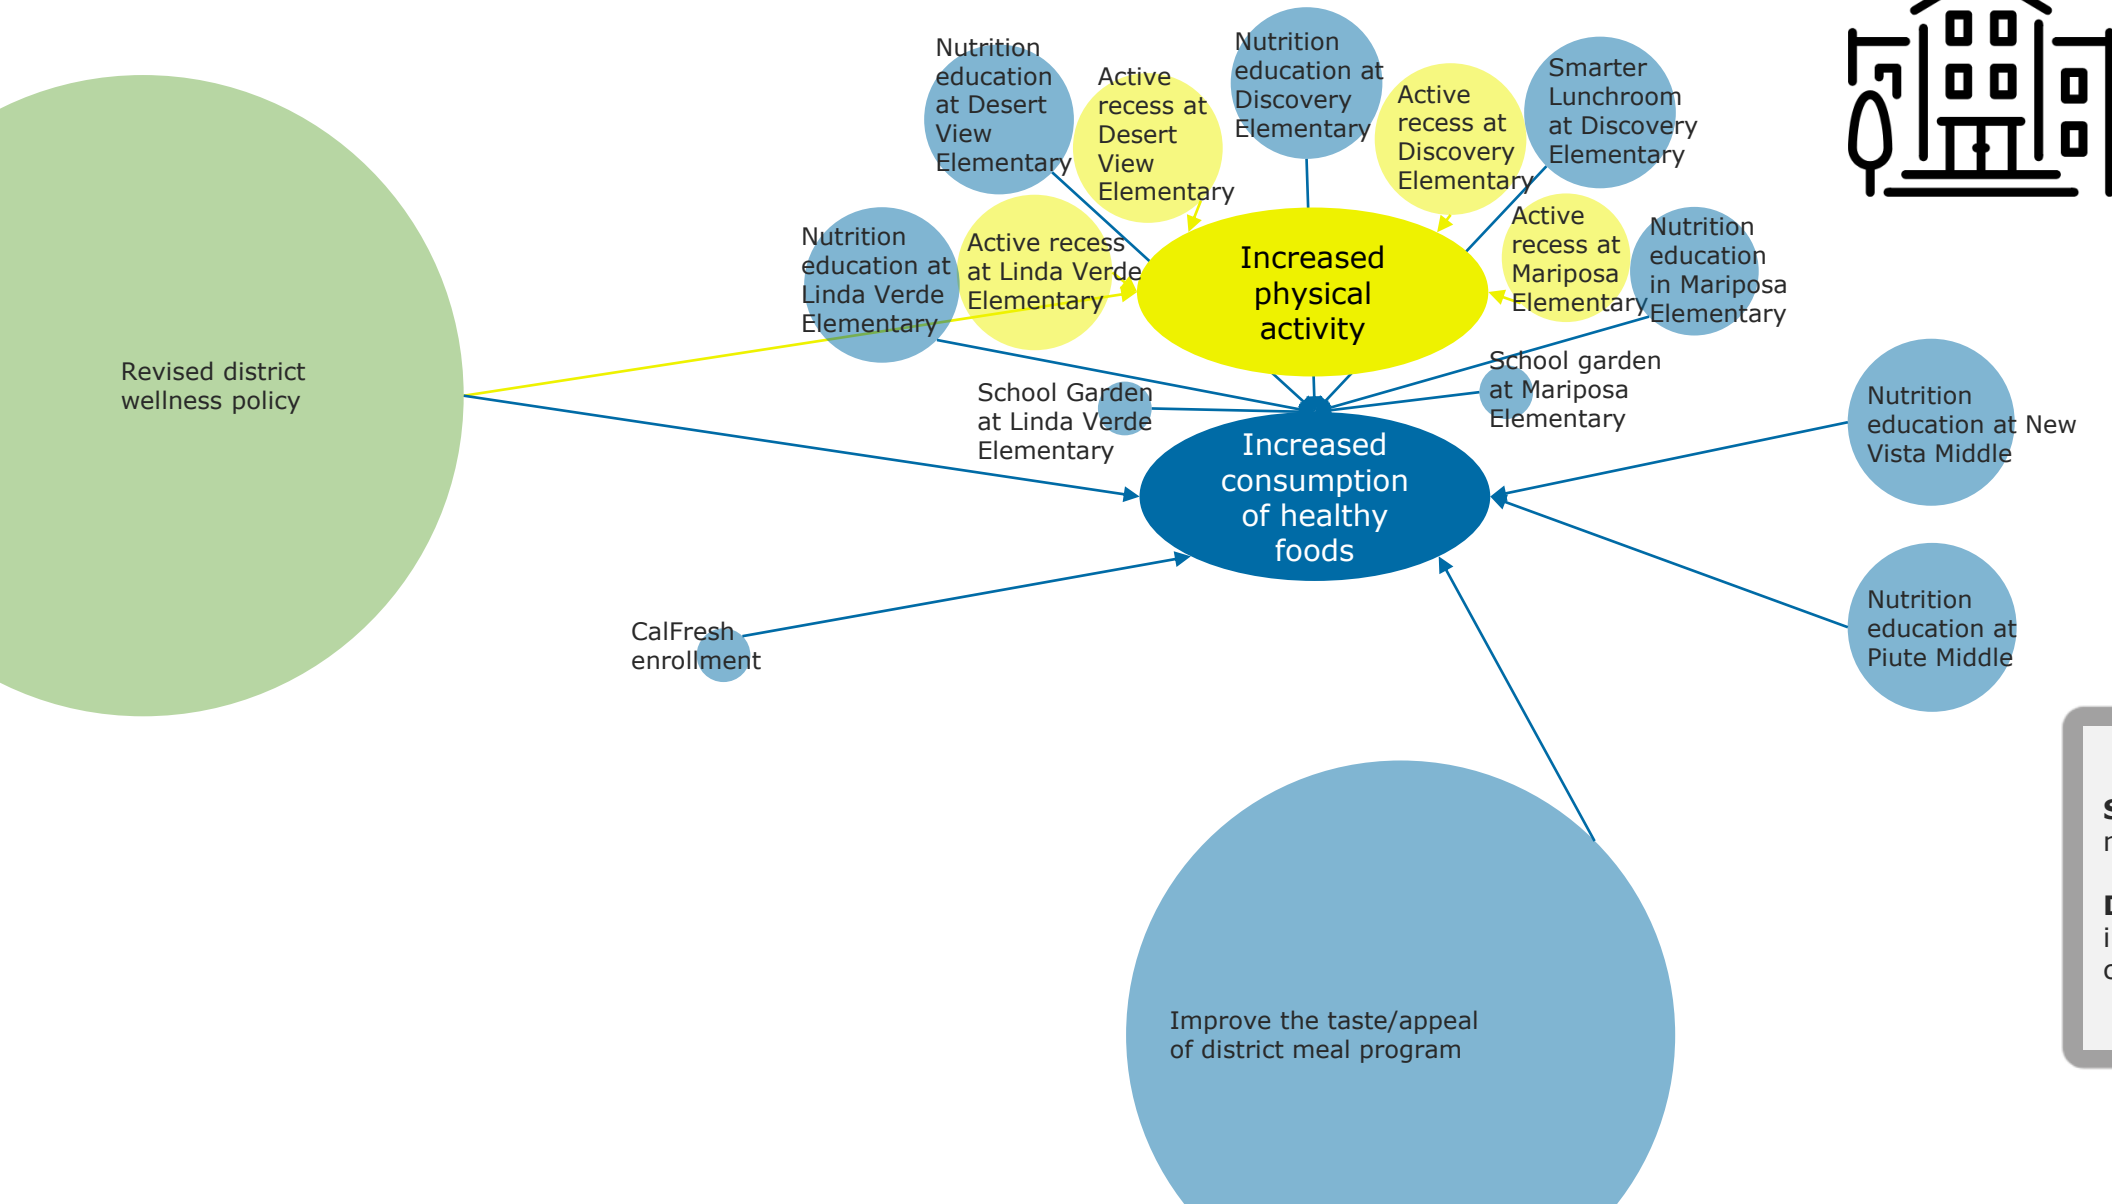 Nutrition
education
at Desert
View
Elementary
Active
recess at
Desert
View
Elementary
Nutrition
education at
Discovery
Elementary
Active
recess at
Discovery
Elementary
Smarter
Lunchroom
at Discovery
Elementary
Nutrition
education at
Linda Verde
Elementary
Active recess
at Linda Verde
Elementary
Increased
physical
activity
Active
recess at
Mariposa
Elementary
Nutrition
education
in Mariposa
Elementary
Revised district
wellness policy
School Garden
at Linda Verde
Elementary
School garden
at Mariposa
Elementary
Increased
consumption
of healthy
foods
Nutrition
education at New
Vista Middle
CalFresh
enrollment
Nutrition
education at
Piute Middle
Improve the taste/appeal
of district meal program